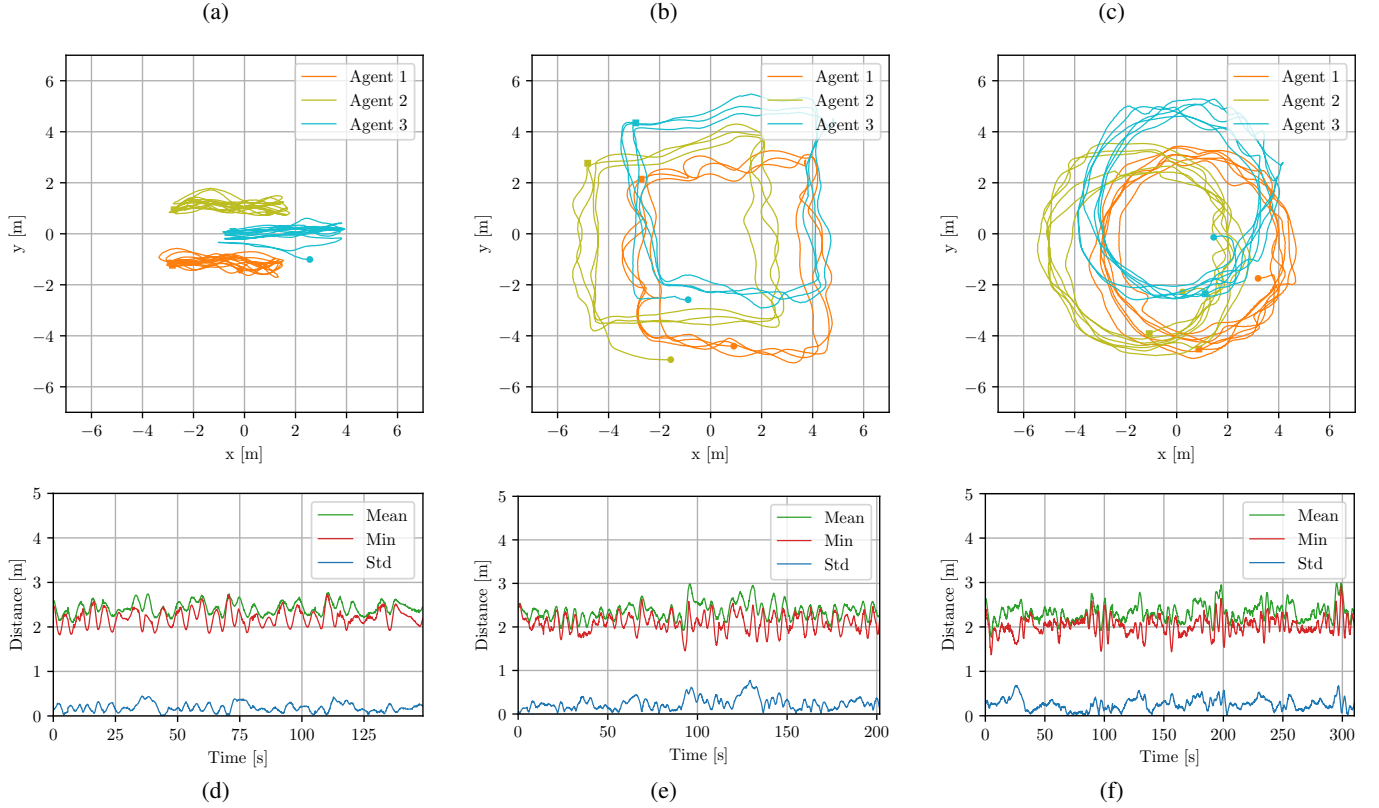 (a) (b) (c)
6 4 2 0 −2 −4 −6
y [m]
−6 −4 −2 0 2 4 6
x [m]
Agent 1
Agent 2
Agent 3
6 4 2 0 −2 −4 −6
y [m]
−6 −4 −2 0 2 4 6
x [m]
Agent 1
Agent 2
Agent 3
6 4 2 0 −2 −4 −6
y [m]
−6 −4 −2 0 2 4 6
x [m]
Agent 1
Agent 2
Agent 3
5 4 3 2 1 0
Distance [m]
0 25 50 75 100 125
Time [s]
Mean
Min
Std
5 4 3 2 1 0
Distance [m]
0 50 100 150 200
Time [s]
Mean
Min
Std
5 4 3 2 1 0
Distance [m]
0 50 100 150 200 250 300
Time [s]
Mean
Min
Std
(d) (e) (f)